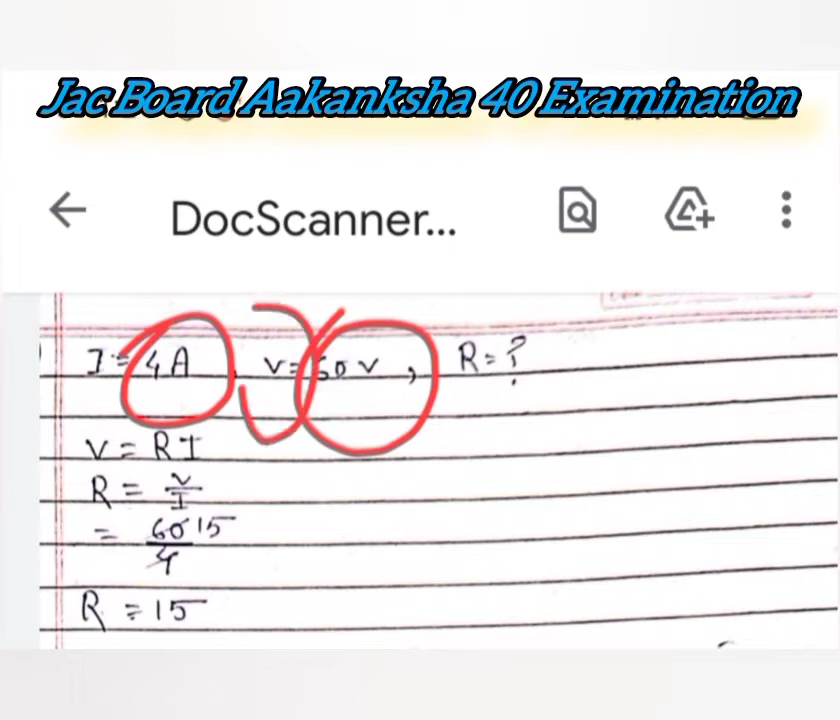 Jac Board Aakanksha 40 Examination
DocScanner...
I = 4A, V = 60 V, R = ?
V = RI
R = V/I
= 60 15 / 4
R = 15